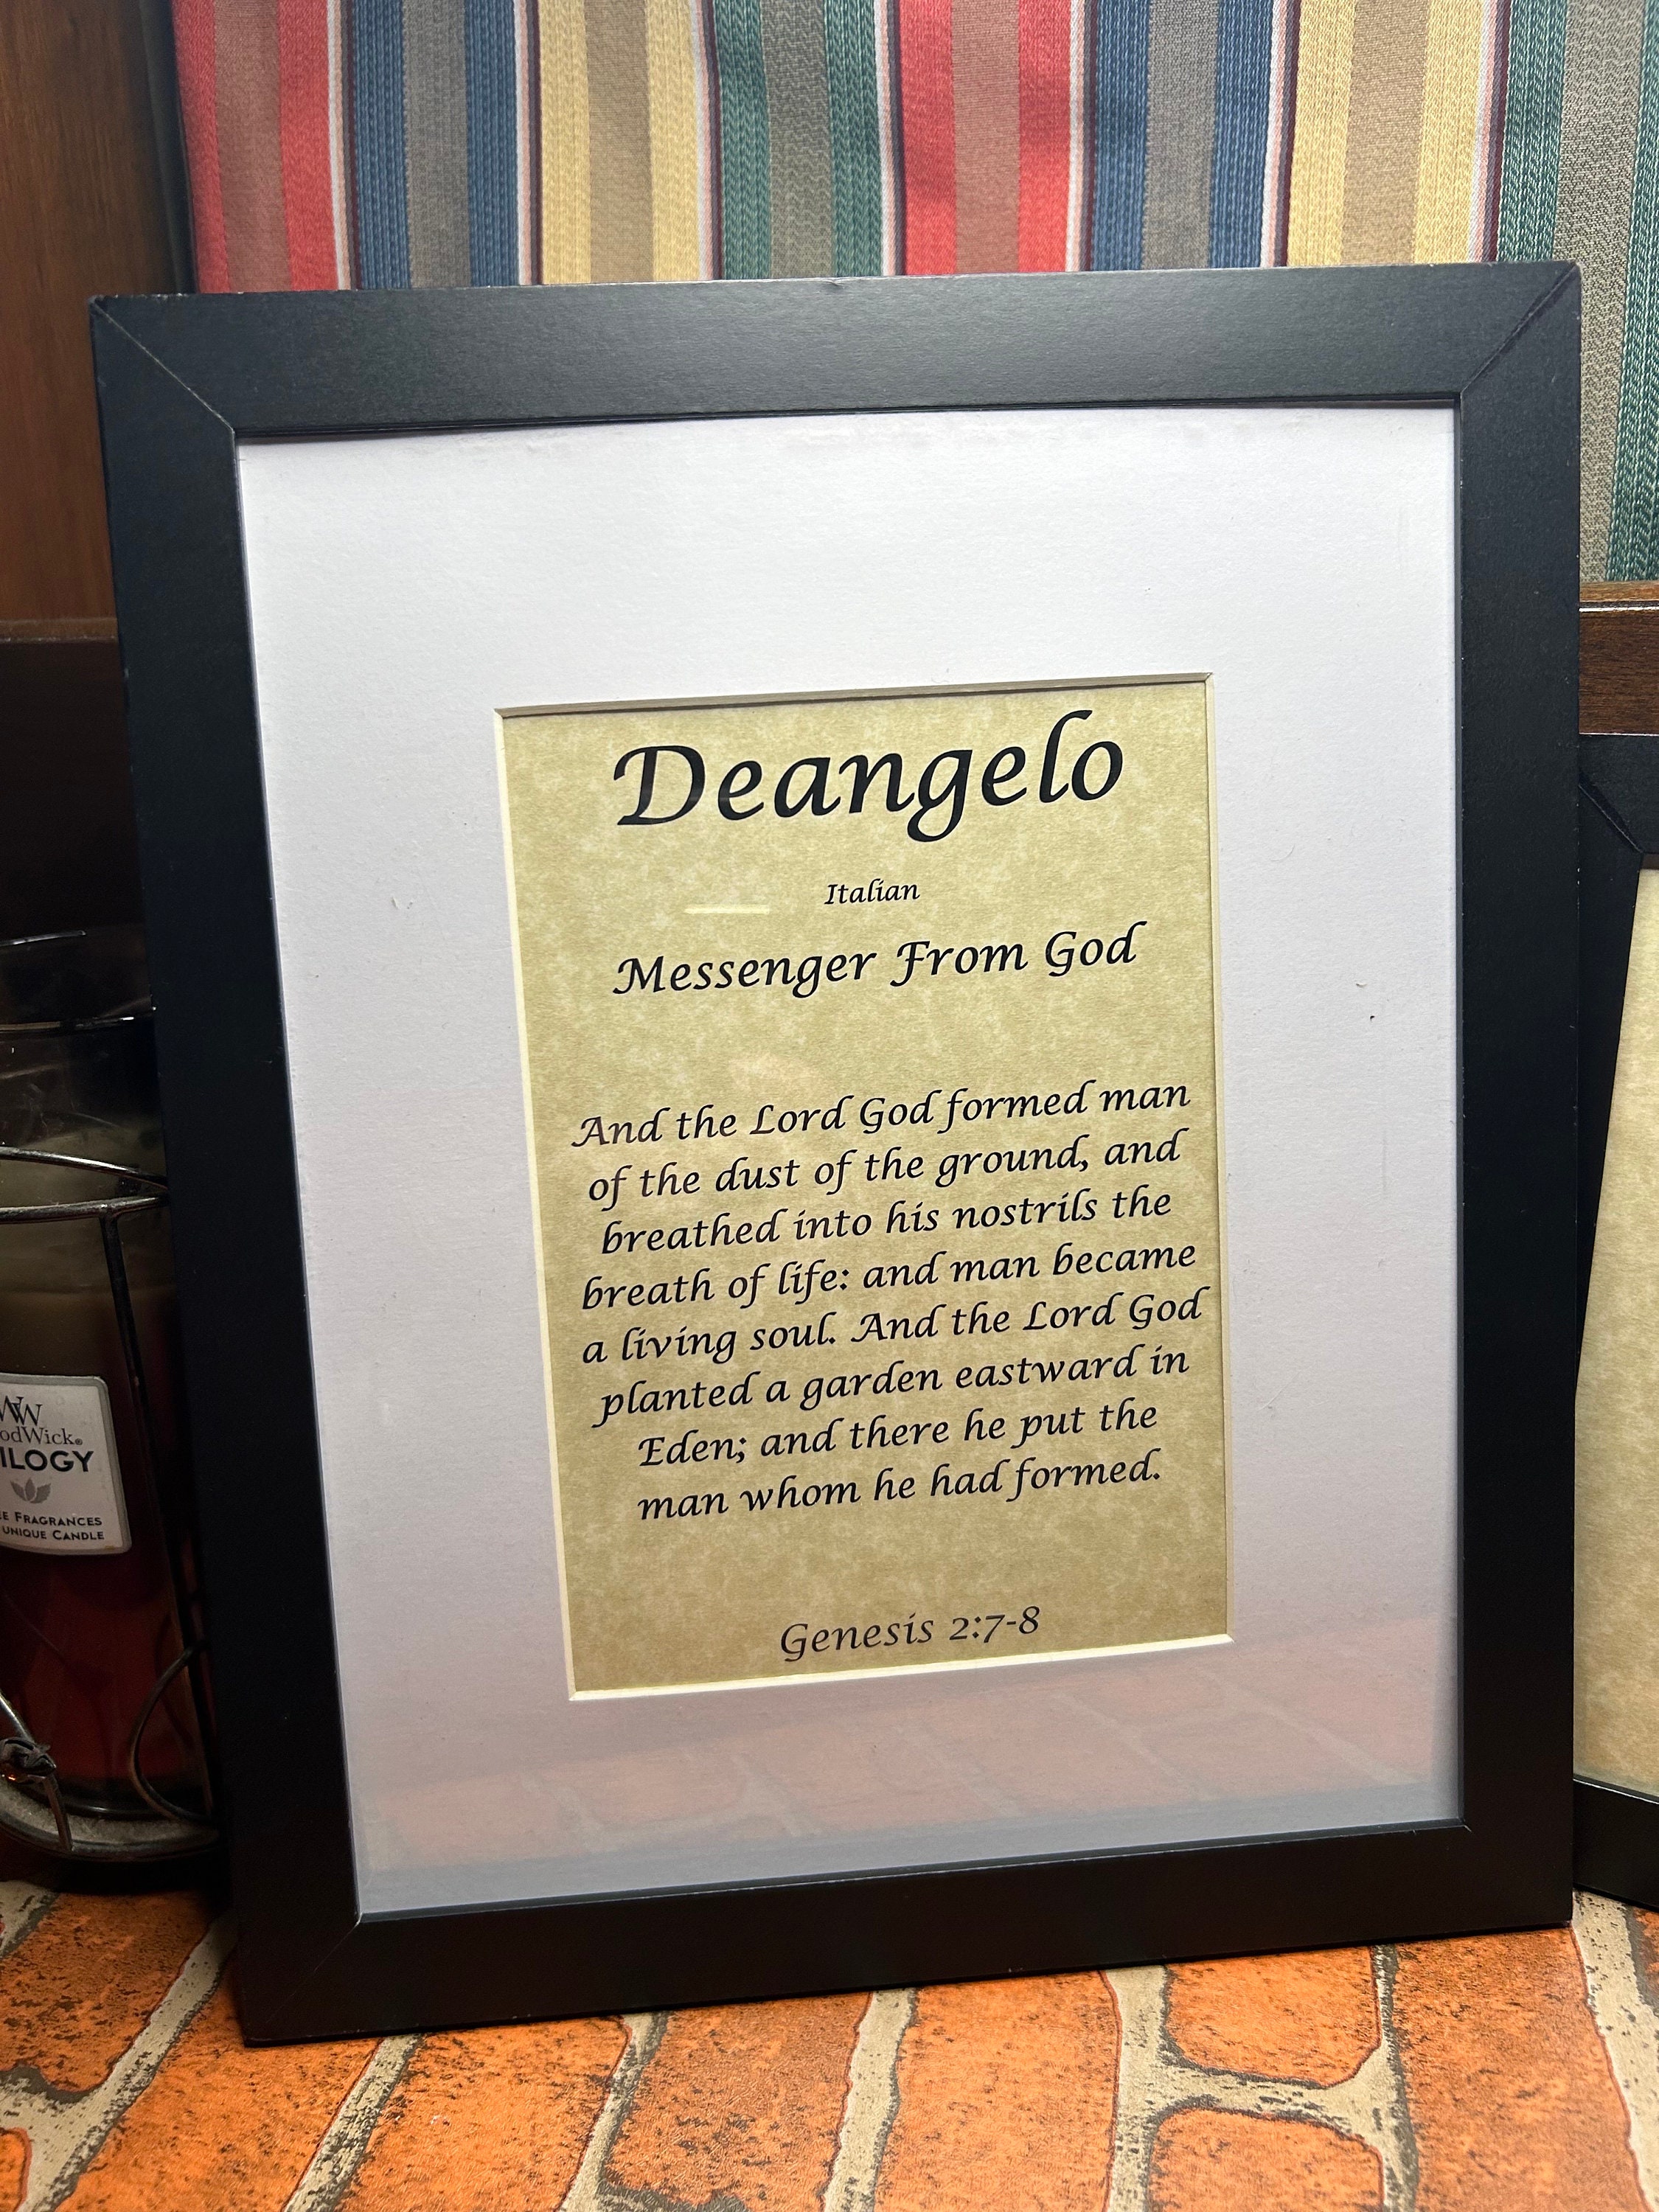 Deangelo
Italian
Messenger From God
And the Lord God formed man
of the dust of the ground, and
breathed into his nostrils the
breath of life: and man became
a living soul. And the Lord God
planted a garden eastward in
Eden; and there he put the
man whom he had formed.
Genesis 2:7-8
FRAGRANCES
UNIQUE CANDLE